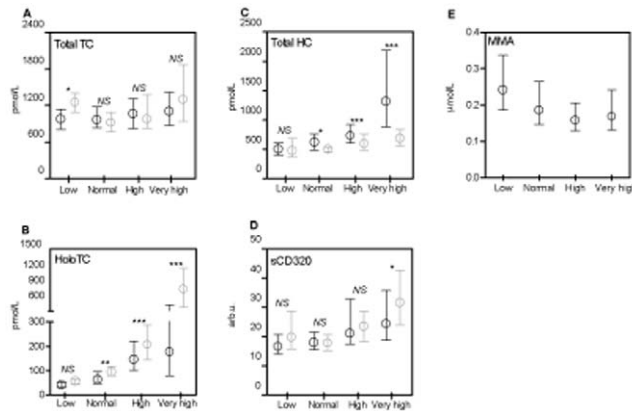 A
Total TC
2400
1800
1200
600
0
pmol/L
*
NS
NS
NS
Low
Normal
High
Very high
B
HoloTC
1500
1200
900
600
300
200
100
0
pmol/L
NS
**
***
***
Low
Normal
High
Very high
C
Total HC
2500
2000
1500
1000
500
0
pmol/L
NS
*
***
***
Low
Normal
High
Very high
D
sCD320
50
40
30
20
10
0
arb.u.
NS
NS
NS
*
Low
Normal
High
Very high
E
MMA
0.4
0.3
0.2
0.1
0.0
µmol/L
Low
Normal
High
Very high